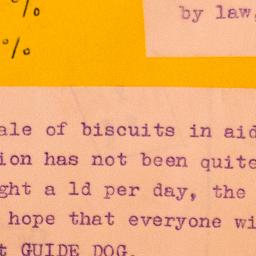 %
by law,
%
ale of biscuits in aid
ion has not been quite
ght a 1d per day, the
hope that everyone wi
t GUIDE DOG.